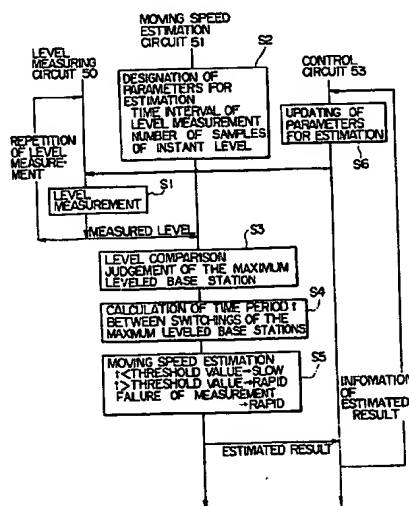 LEVEL
MEASURING
CIRCUIT 50
MOVING SPEED
ESTIMATION
CIRCUIT 51
CONTROL
CIRCUIT 53
S2
DESIGNATION OF
PARAMETERS FOR
ESTIMATION
TIME INTERVAL OF
LEVEL MEASUREMENT
NUMBER OF SAMPLES
OF INSTANT LEVEL
UPDATING OF
PARAMETERS
FOR ESTIMATION
S6
REPETITION
OF LEVEL
MEASURE-
MENT
S1
LEVEL
MEASUREMENT
MEASURED LEVEL
S3
LEVEL COMPARISON
JUDGEMENT OF THE MAXIMUM
LEVELED BASE STATION
S4
CALCULATION OF TIME PERIOD t
BETWEEN SWITCHINGS OF THE
MAXMUM LEVELED BASE STATIONS
S5
MOVING SPEED ESTIMATION
t<THRESHOLD VALUE→SLOW
t>THRESHOLD VALUE→RAPID
FAILURE OF MEASUREMENT
→RAPID
INFOMATION OF
ESTIMATED
RESULT
ESTIMATED RESULT